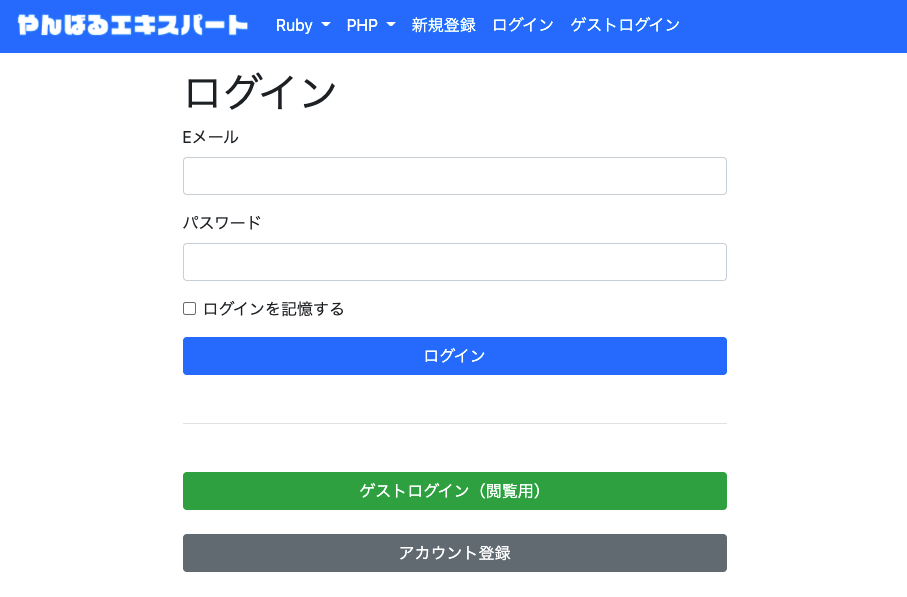 やんばるエキスパート Ruby PHP 新規登録 ログイン ゲストログイン
ログイン
Eメール
パスワード
ログインを記憶する
ログイン
ゲストログイン（閲覧用）
アカウント登録